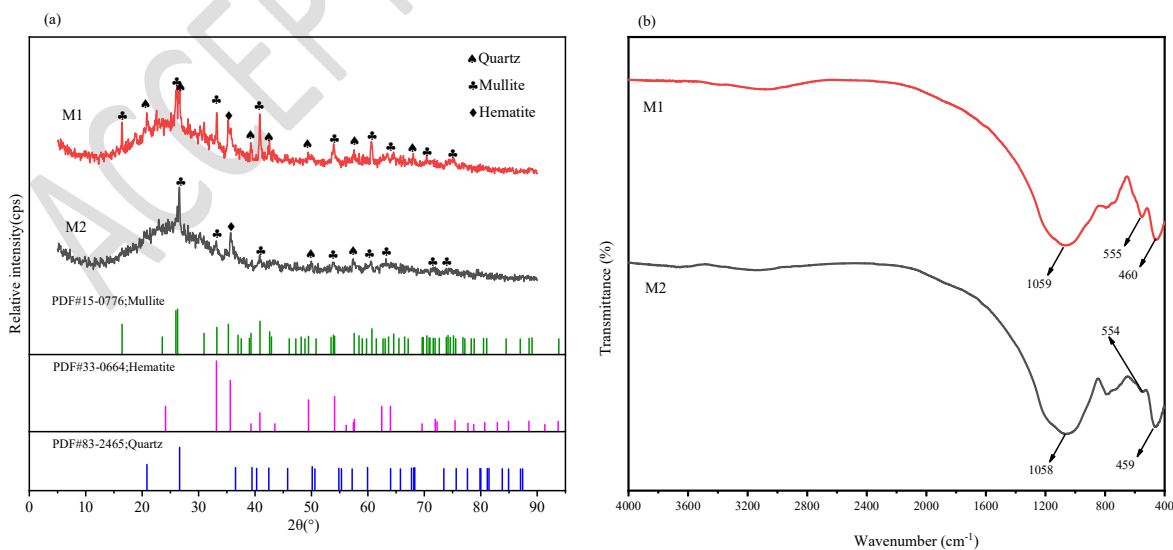 (a)
ACCEP
Quartz
Mullite
Hematite
M1
M2
PDF#15-0776;Mullite
PDF#33-0664;Hematite
PDF#83-2465;Quartz
0 10 20 30 40 50 60 70 80 90
2θ(°)
Relative intensity(cps)
(b)
M1
M2
1059
555
460
554
1058
459
4000 3600 3200 2800 2400 2000 1600 1200 800 400
Wavenumber (cm⁻¹)
Transmittance (%)